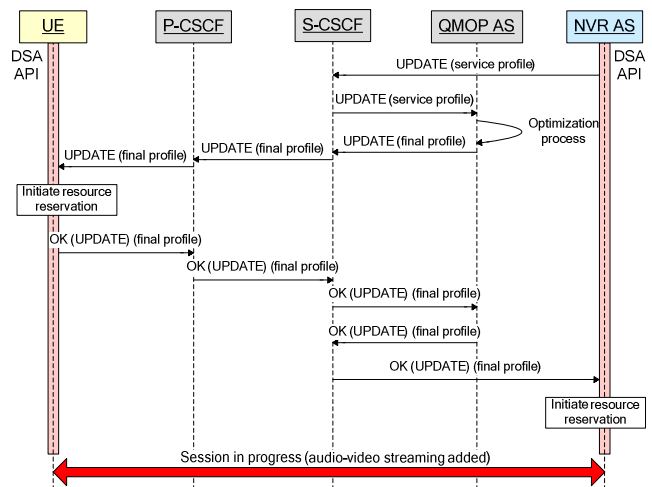 UE
P-CSCF
S-CSCF
QMOP AS
NVR AS
DSA
API
DSA
API
UPDATE (service profile)
UPDATE (service profile)
Optimization
process
UPDATE (final profile)
UPDATE (final profile)
UPDATE (final profile)
Initiate resource
reservation
OK (UPDATE) (final profile)
OK (UPDATE) (final profile)
OK (UPDATE) (final profile)
OK (UPDATE) (final profile)
OK (UPDATE) (final profile)
Initiate resource
reservation
Session in progress (audio-video streaming added)